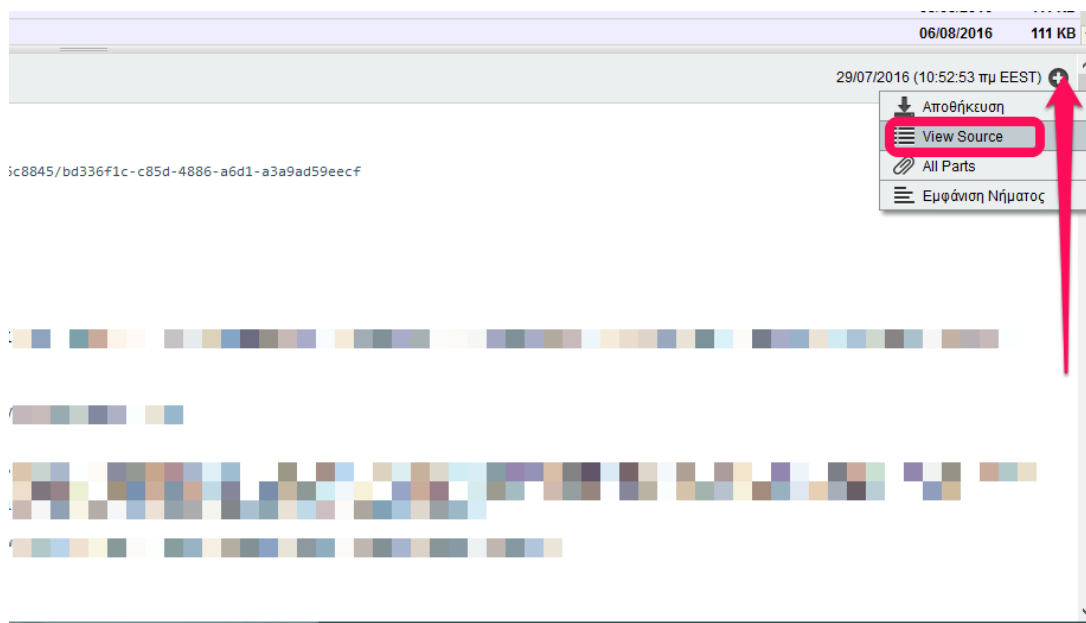 06/08/2016 111 KB
29/07/2016 (10:52:53 πμ EEST)
Αποθήκευση
View Source
5c8845/bd336f1c-c85d-4886-a6d1-a3a9ad59eecf
All Parts
Εμφάνιση Νήματος